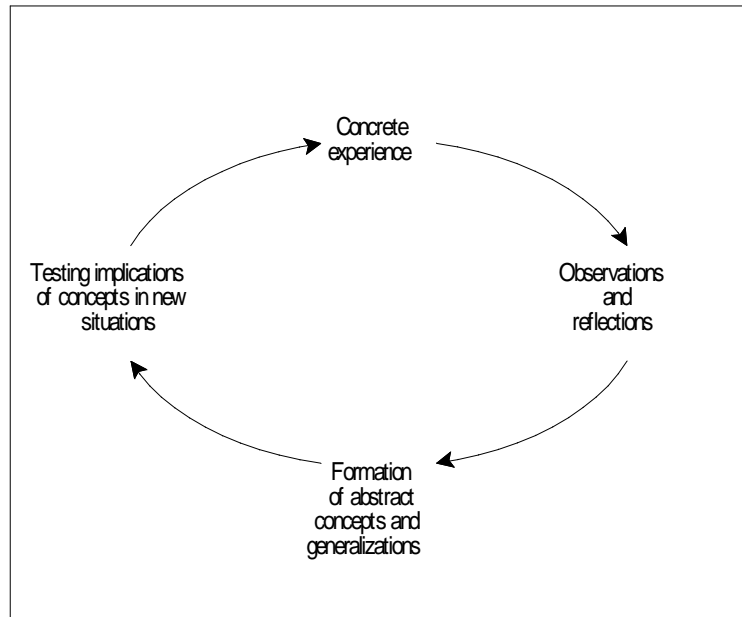 Concrete
experience
Observations
and
reflections
Formation
of abstract
concepts and
generalizations
Testing implications
of concepts in new
situations